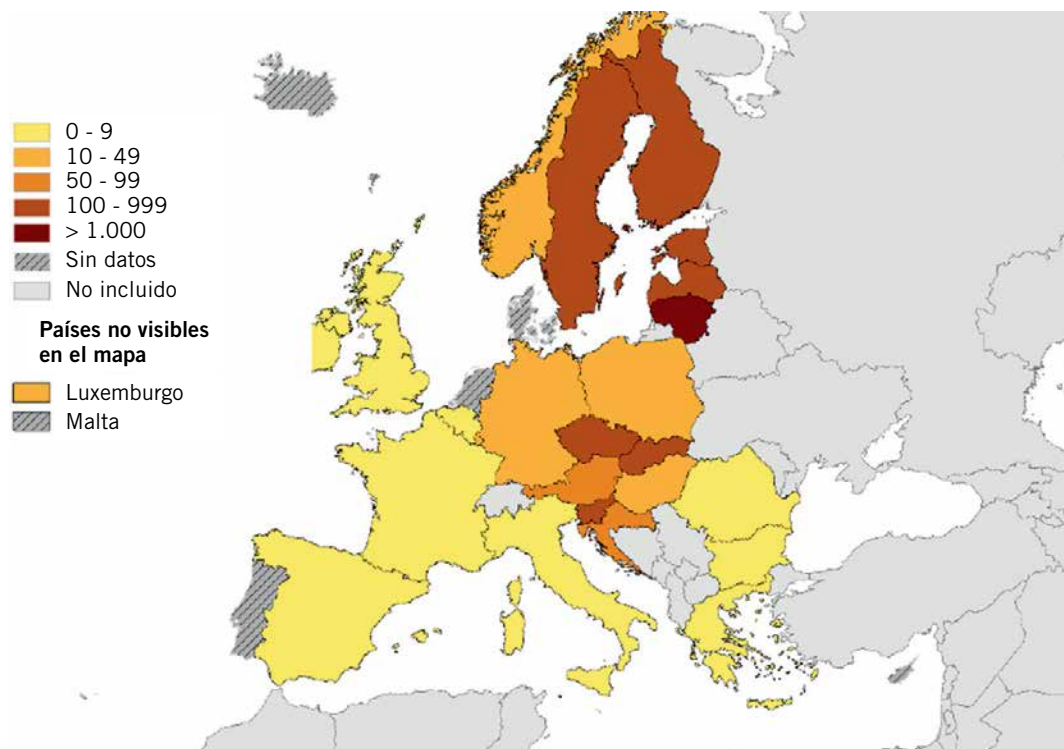 0 - 9
10 - 49
50 - 99
100 - 999
> 1.000
Sin datos
No incluido
Países no visibles
en el mapa
Luxemburgo
Malta